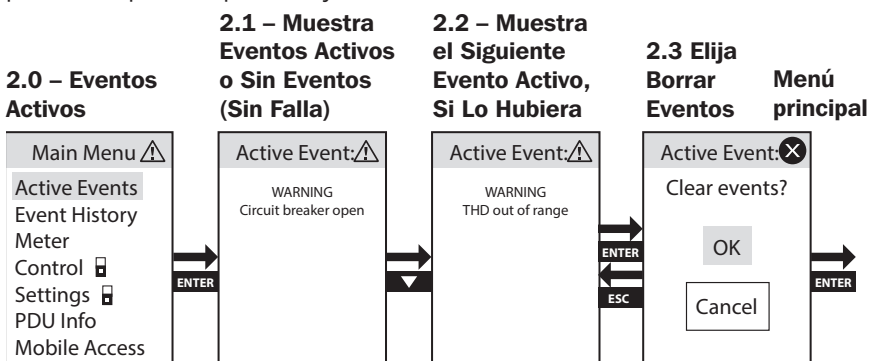 2.0 – Eventos
Activos
2.1 – Muestra
Eventos Activos
o Sin Eventos
(Sin Falla)
2.2 – Muestra
el Siguiente
Evento Activo,
Si Lo Hubiera
2.3 Elija
Borrar
Eventos
Menú
principal
Main Menu
Active Events
Event History
Meter
Control
Settings
PDU Info
Mobile Access
ENTER
Active Event:
WARNING
Circuit breaker open
Active Event:
WARNING
THD out of range
ENTER
ESC
Active Event:
Clear events?
OK
Cancel
ENTER